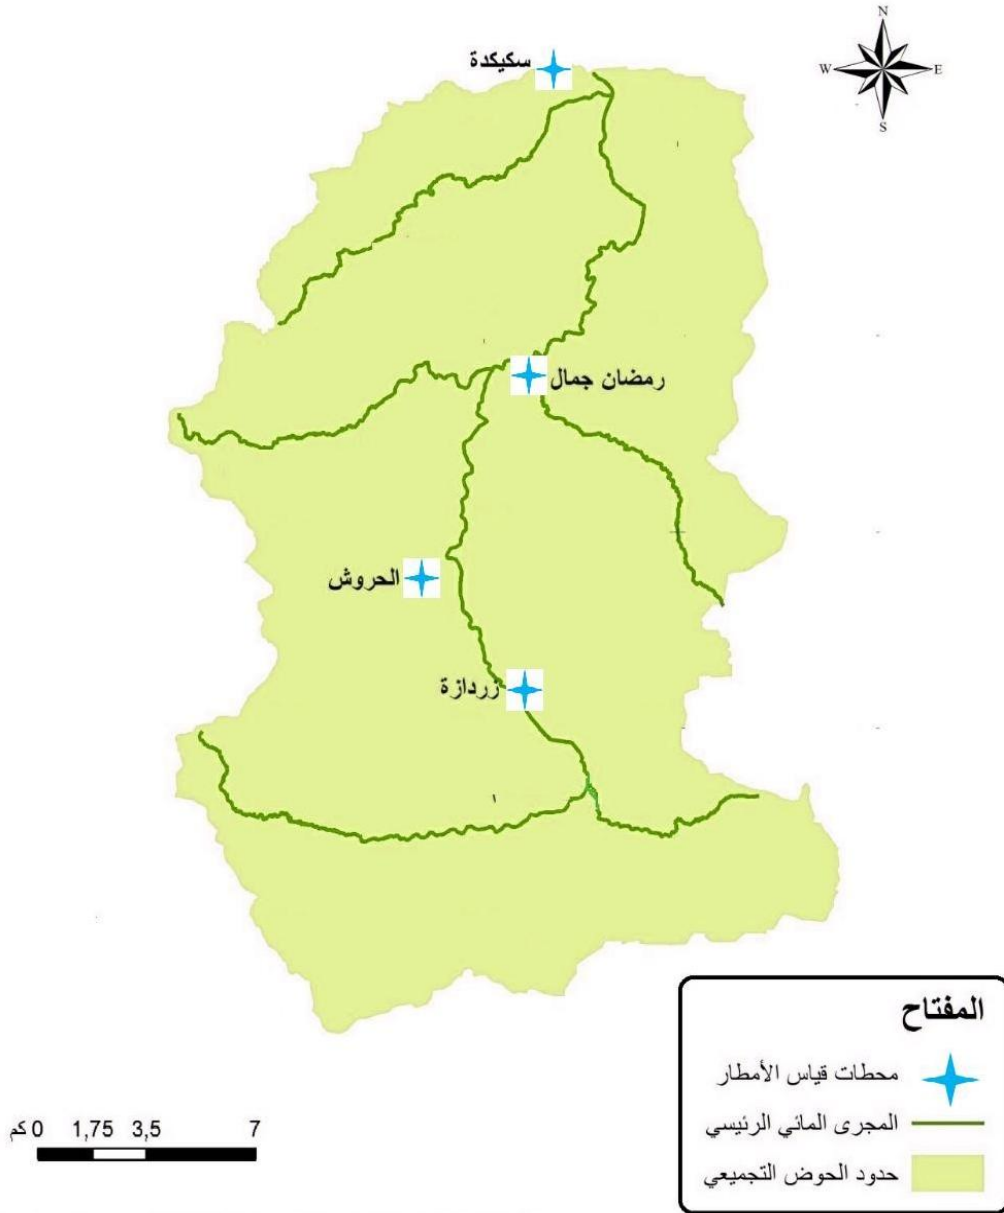 N
سكيكدة
W E
S
رمضان جمال
الحروش
زردازة
المفتاح
محطات قياس الأمطار
المجرى المائي الرئيسي
حدود الحوض التجميعي
كم 0 1,75 3,5 7